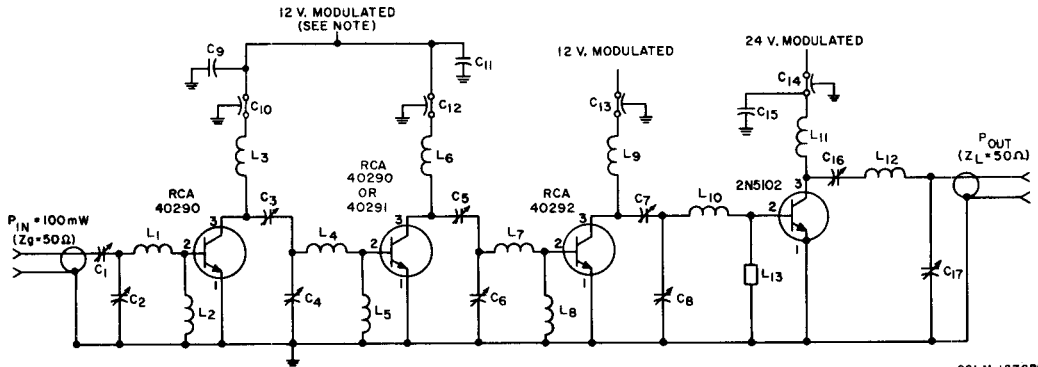 12 V. MODULATED
(SEE NOTE)
12 V. MODULATED
24 V. MODULATED
C9
C10
C11
C12
C13
C14
C15
L3
L6
L9
L11
RCA
40290
RCA
40290
OR
40291
RCA
40292
2N5102
PIN = 100mW
(Zg=50Ω)
POUT
(ZL=50Ω)
C1
L1
2
3
1
C3
L4
2
3
1
C5
L7
2
3
1
C7
L10
2
3
1
C16
L12
C2
L2
C4
L5
C6
L8
C8
L13
C17